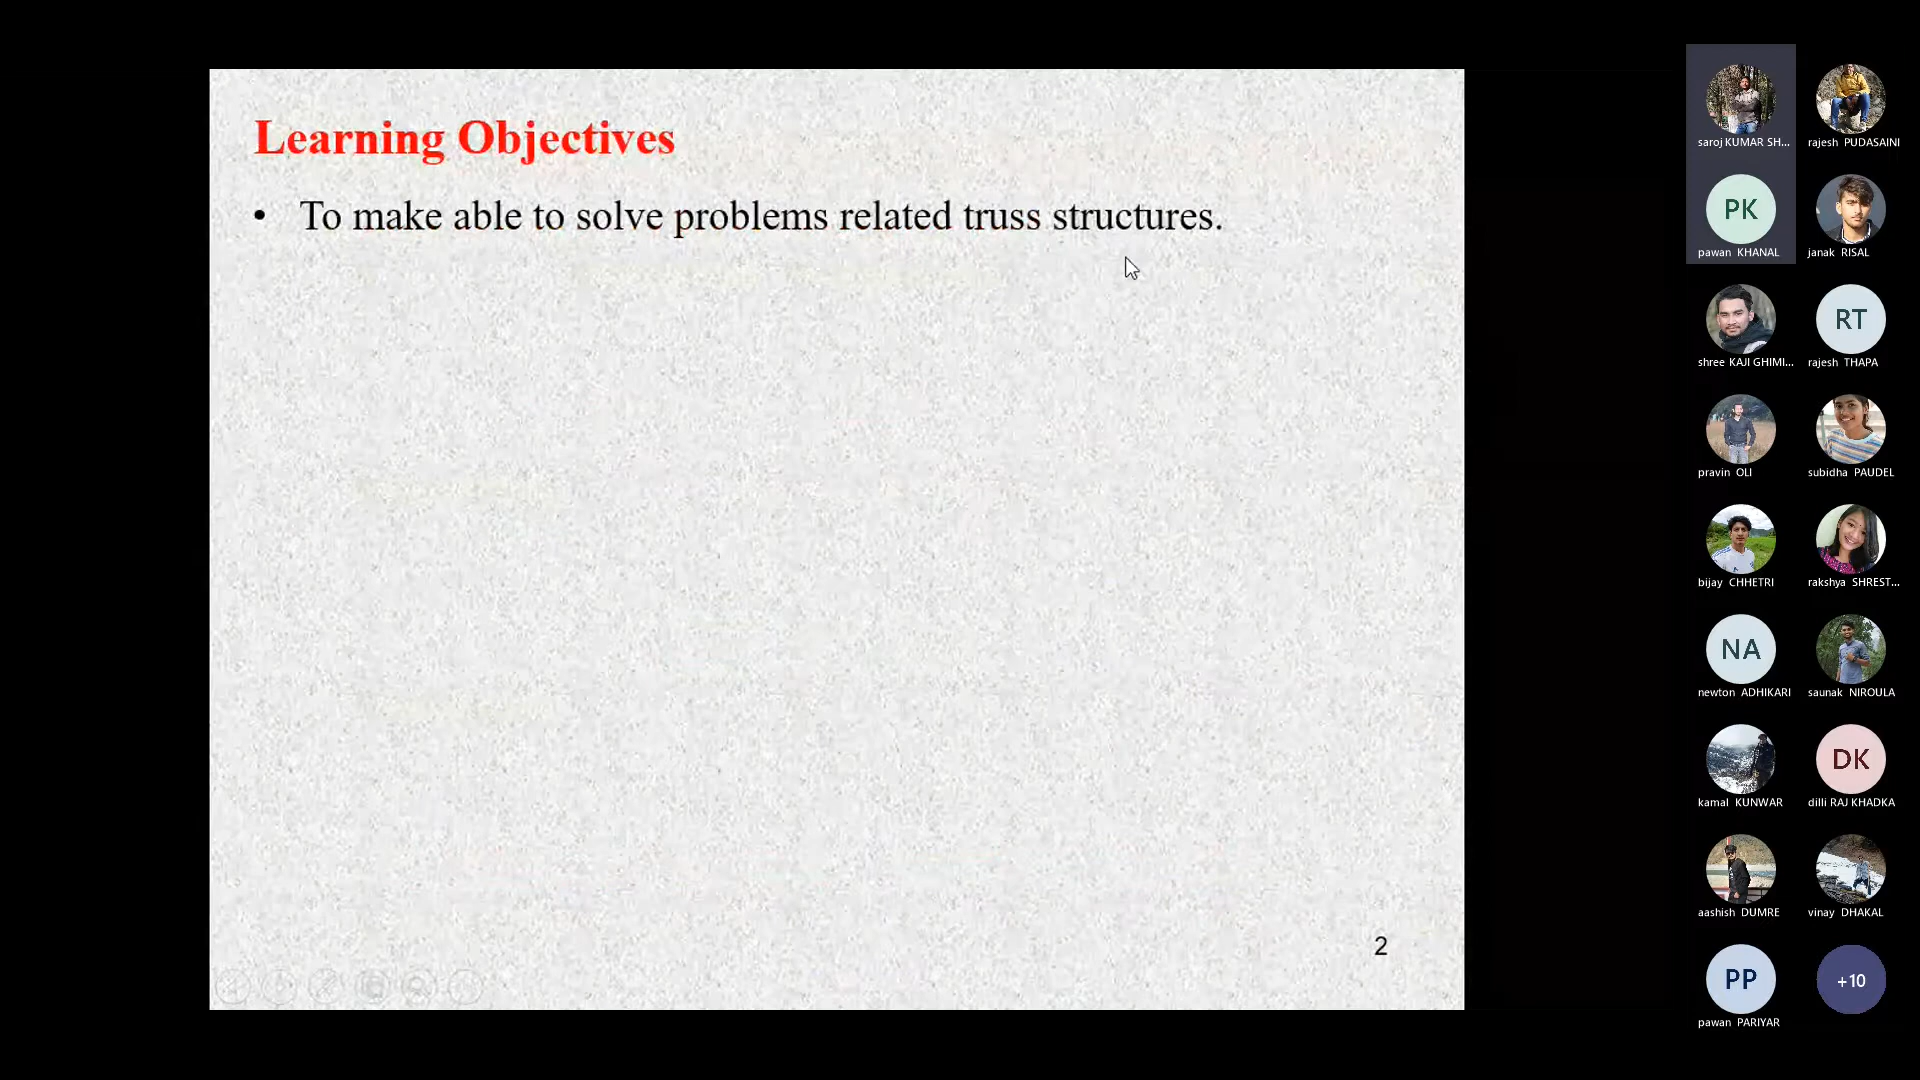 Learning Objectives
• To make able to solve problems related truss structures.
2
saroj KUMAR SH...
rajesh PUDASAINI
PK
pawan KHANAL
janak RISAL
shree KAJI GHIMI...
RT
rajesh THAPA
pravin OLI
subidha PAUDEL
bijay CHHETRI
rakshya SHREST...
NA
newton ADHIKARI
saunak NIROULA
kamal KUNWAR
DK
dilli RAJ KHADKA
aashish DUMRE
vinay DHAKAL
PP
pawan PARIYAR
+10